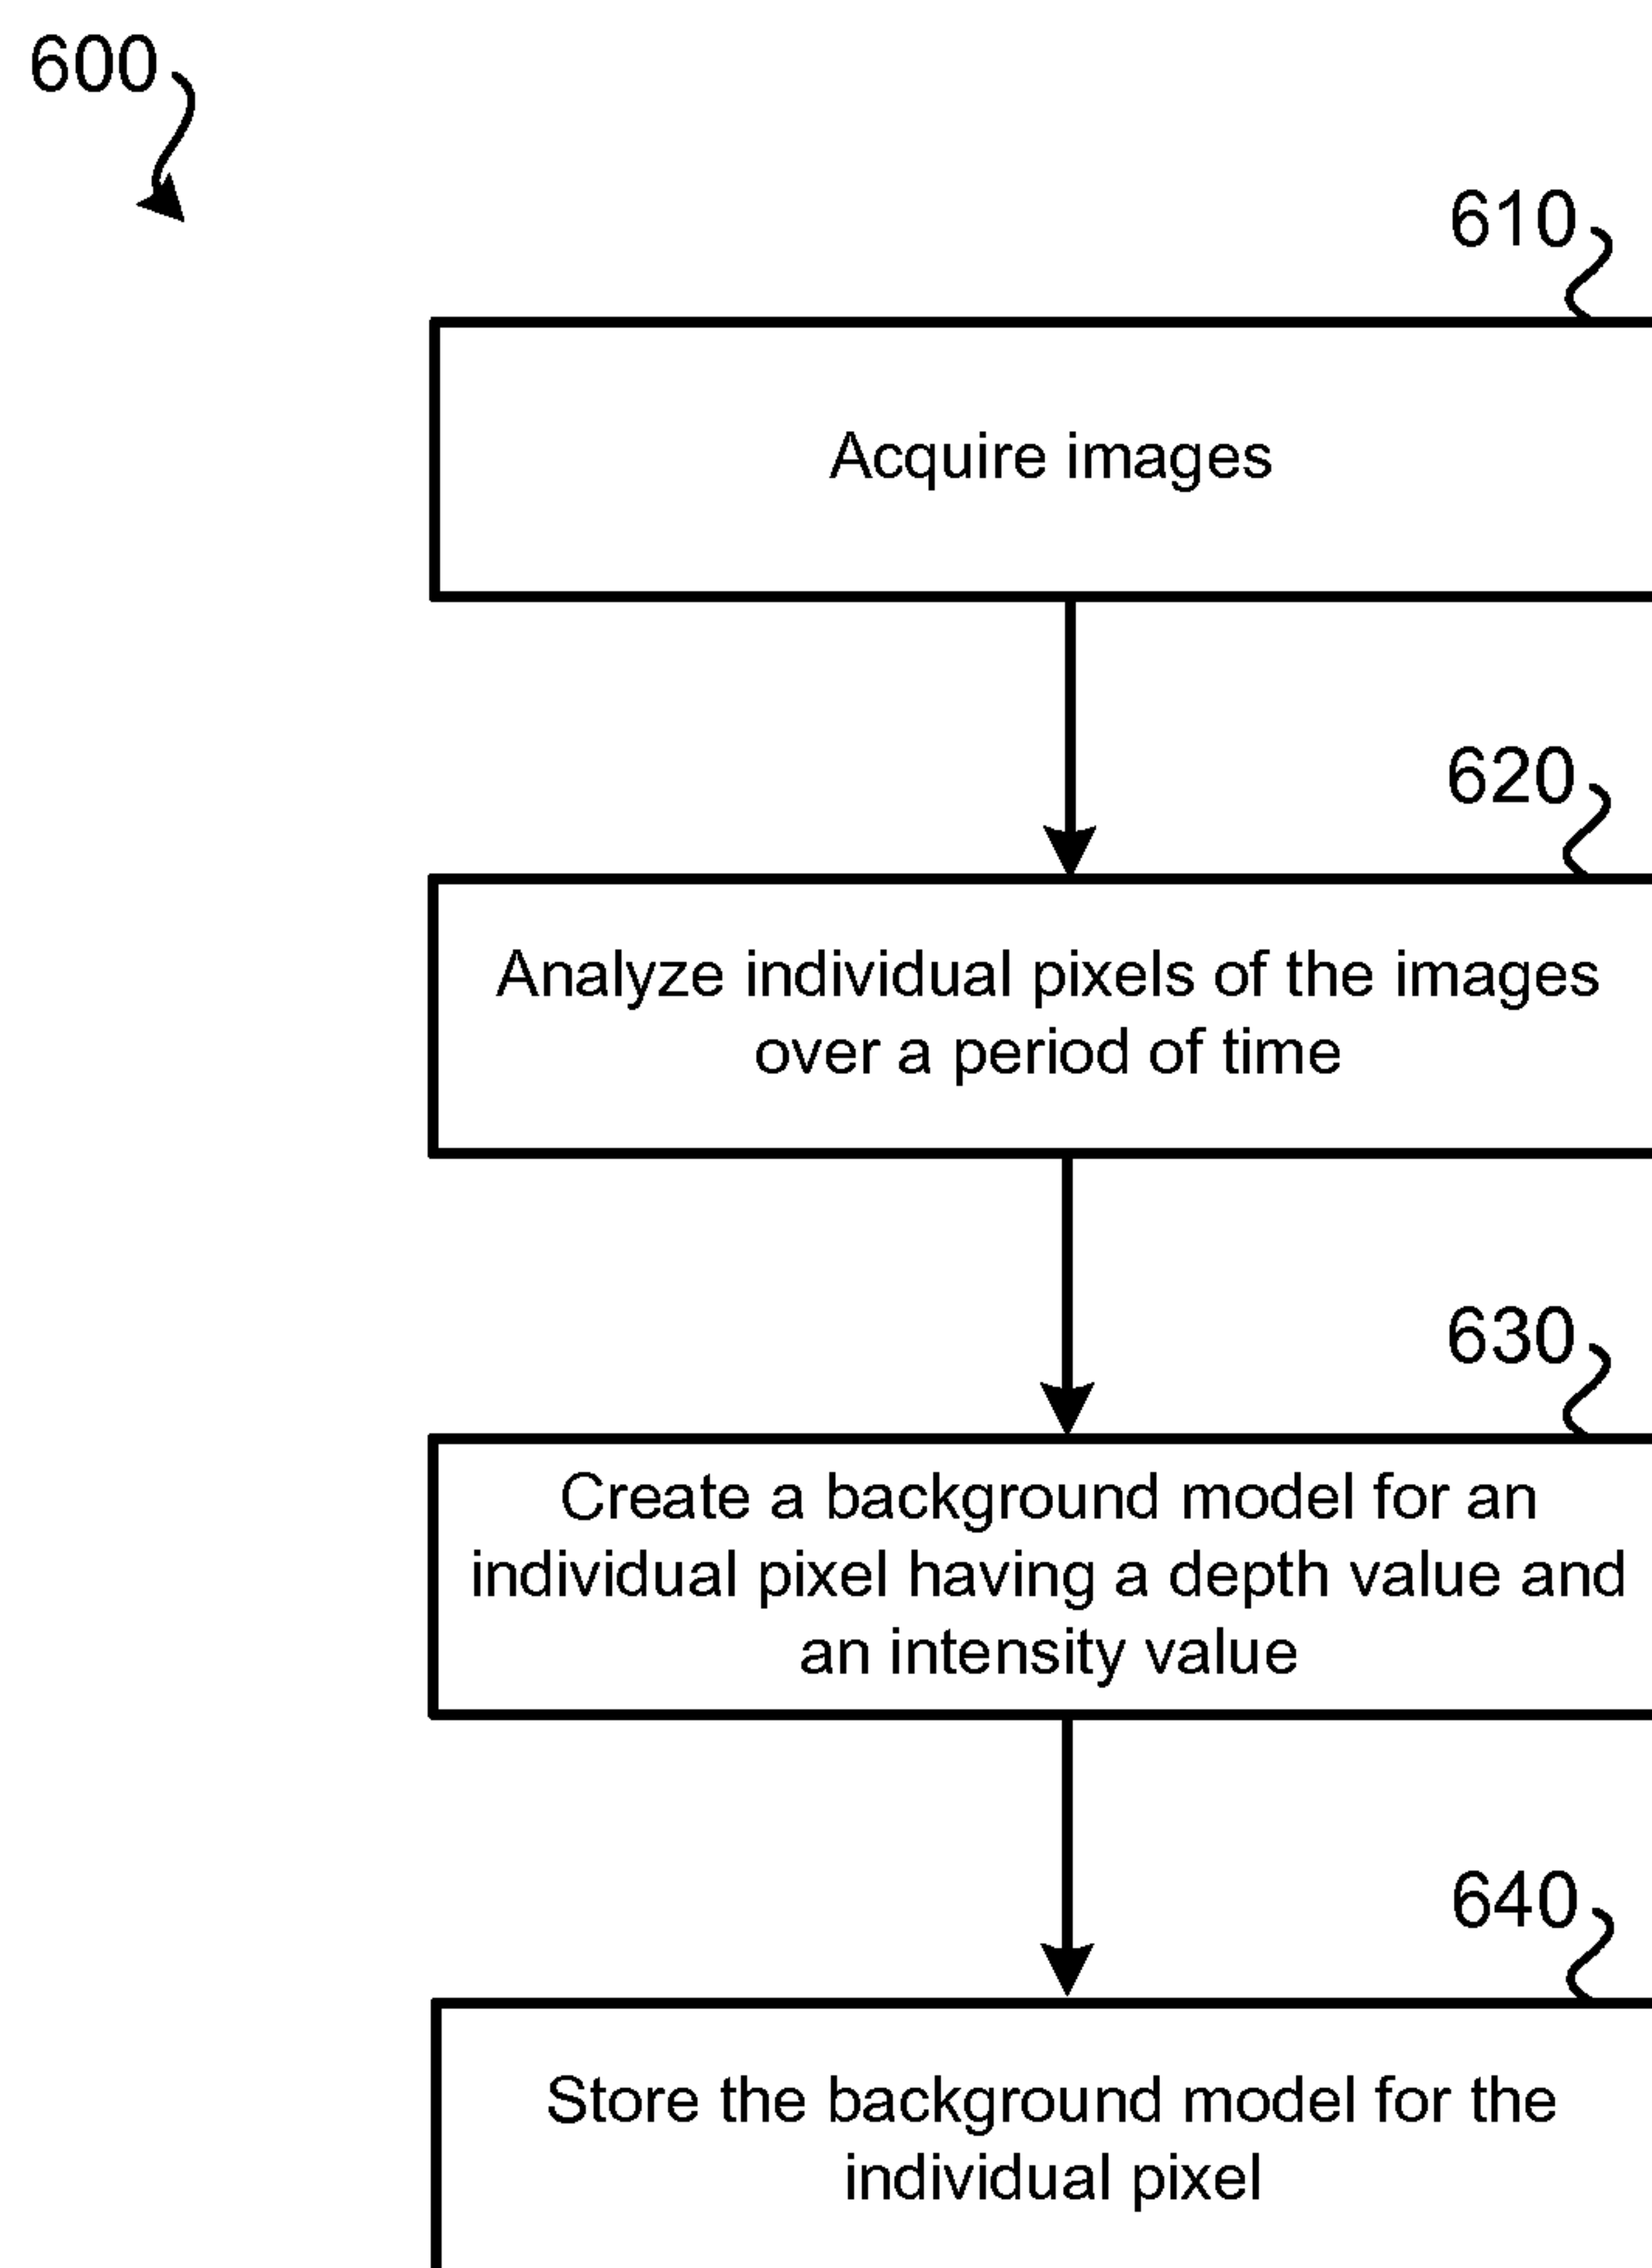 600
610
Acquire images
620
Analyze individual pixels of the images
over a period of time
630
Create a background model for an
individual pixel having a depth value and
an intensity value
640
Store the background model for the
individual pixel